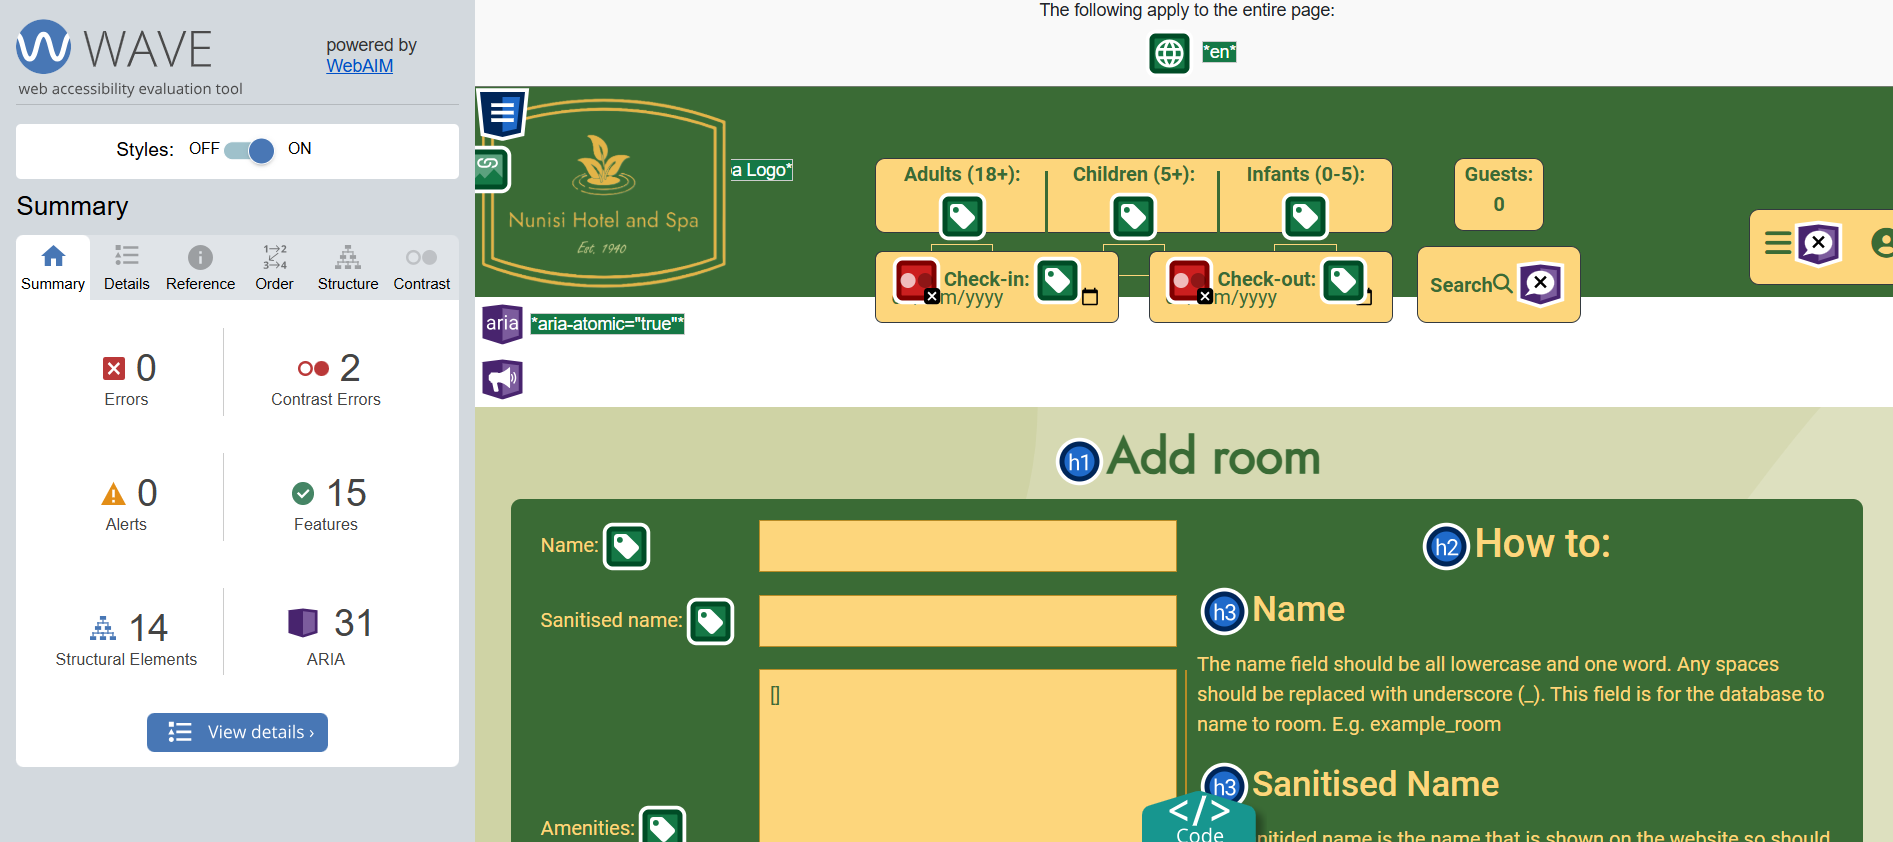 WAVE
powered by
WebAIM
web accessibility evaluation tool
Styles: OFF ON
Summary
Summary Details Reference Order Structure Contrast
0
Errors
2
Contrast Errors
0
Alerts
15
Features
14
Structural Elements
31
ARIA
View details ›
The following apply to the entire page:
*en*
a Logo*
Nunisi Hotel and Spa
Est. 1940
Adults (18+):
Children (5+):
Infants (0-5):
Guests:
0
Check-in:
m/yyyy
Check-out:
m/yyyy
Search
aria *aria-atomic="true"*
h1 Add room
Name:
Sanitised name:
[]
Amenities:
h2 How to:
h3 Name
The name field should be all lowercase and one word. Any spaces
should be replaced with underscore (_). This field is for the database to
name to room. E.g. example_room
h3 Sanitised Name
</> Code
nitided name is the name that is shown on the website so should